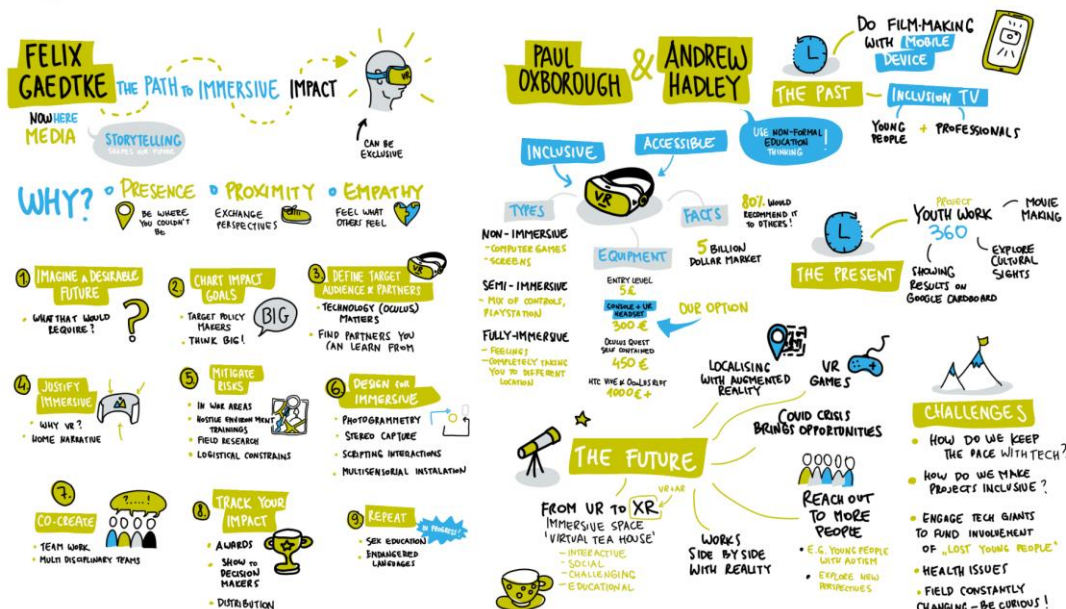 FELIX
GAEDTKE
THE PATH TO IMMERSIVE IMPACT
VR
NOWHERE
MEDIA
STORYTELLING
SHAPES OUR FUTURE
CAN BE
EXCLUSIVE
WHY?
PRESENCE
BE WHERE
YOU COULDN'T
BE
PROXIMITY
EXCHANGE
PERSPECTIVES
EMPATHY
FEEL WHAT
OTHERS FEEL
1. IMAGINE A DESIRABLE
FUTURE
• WHAT THAT WOULD
REQUIRE?
2. CHART IMPACT
GOALS
• TARGET POLICY
MAKERS
• THINK BIG!
BIG
3. DEFINE TARGET
AUDIENCE & PARTNERS
VR
• TECHNOLOGY (OCULUS)
MATTERS
• FIND PARTNERS YOU
CAN LEARN FROM
4. JUSTIFY
IMMERSIVE
• WHY VR?
• HOME NARRATIVE
5. MITIGATE
RISKS
• IN WAR AREAS
• HOSTILE ENVIRONMENT
TRAININGS
• FIELD RESEARCH
• LOGISTICAL CONSTRAINS
6. DESIGN FOR
IMMERSIVE
• PHOTOGRAMMETRY
• STEREO CAPTURE
• SCRIPTING INTERACTIONS
• MULTISENSORIAL INSTALATION
7.
?.....!
CO-CREATE
• TEAM WORK
• MULTI DISCIPLINARY TEAMS
8. TRACK YOUR
IMPACT
• AWARDS
• SHOW TO
DECISION
MAKERS
• DISTRIBUTION
9. REPEAT
IN PROGRESS!
• SEX EDUCATION
• ENDANGERED
LANGUAGES
PAUL
OXBOROUGH
&
ANDREW
HADLEY
USE NON-FORMAL
EDUCATION
THINKING!
INCLUSIVE
ACCESSIBLE
VR
TYPES
NON-IMMERSIVE
- COMPUTER GAMES
- SCREENS
SEMI-IMMERSIVE
- MIX OF CONTROLS,
PLAYSTATION
FULLY-IMMERSIVE
- FEELINGS
- COMPLETELY TAKING
YOU TO DIFFERENT
LOCATION
EQUIPMENT
ENTRY LEVEL
5€
CONSOLE + VR
HEADSET
300 €
OUR OPTION
OCULUS QUEST
SELF CONTAINED
450 €
HTC VIVE & OCULUS RIFT
1000€+
FACTS
80% WOULD
RECOMMEND IT
TO OTHERS!
5 BILLION
DOLLAR MARKET
THE PAST
DO FILM-MAKING
WITH MOBILE
DEVICE
INCLUSION TV
YOUNG
PEOPLE
+ PROFESSIONALS
THE PRESENT
PROJECT
YOUTH WORK
360
MOVIE
MAKING
EXPLORE
CULTURAL
SIGHTS
SHOWING
RESULTS ON
GOOGLE CARDBOARD
THE FUTURE
LOCALISING
WITH AUGMENTED
REALITY
VR
GAMES
COVID CRISIS
BRINGS OPPORTUNITIES
REACH OUT
TO MORE
PEOPLE
• E.G. YOUNG PEOPLE
WITH AUTISM
• EXPLORE NEW
PERSPECTIVES
WORKS
SIDE BY SIDE
WITH REALITY
VR+AR
FROM VR TO XR
IMMERSIVE SPACE
'VIRTUAL TEA HOUSE'
- INTERACTIVE
- SOCIAL
- CHALLENGING
- EDUCATIONAL
CHALLENGES
• HOW DO WE KEEP
THE PACE WITH TECH?
• HOW DO WE MAKE
PROJECTS INCLUSIVE?
• ENGAGE TECH GIANTS
TO FUND INVOLVEMENT
OF „LOST YOUNG PEOPLE"
• HEALTH ISSUES
• FIELD CONSTANTLY
CHANGING - BE CURIOUS!